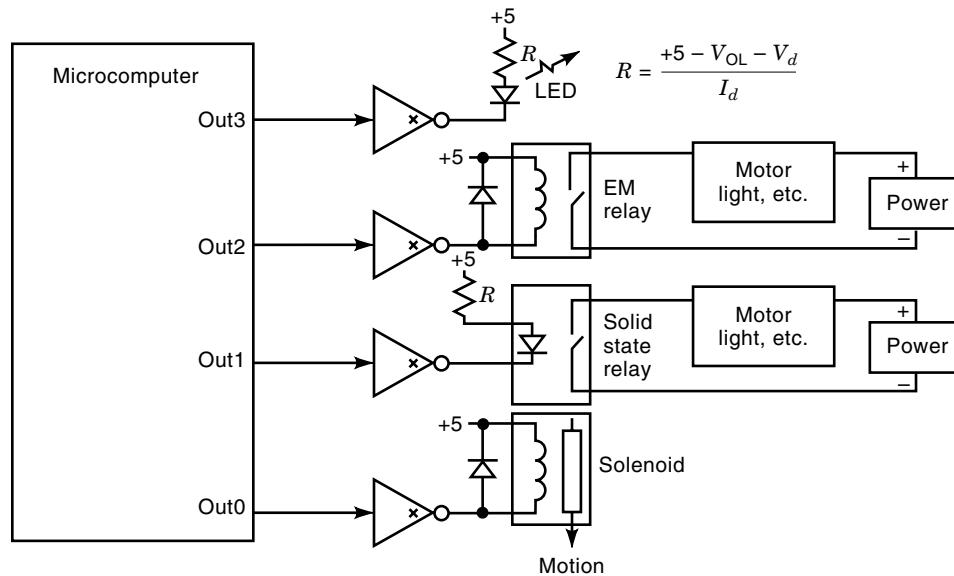 Microcomputer
Out3
+5
R
LED
R = (+5 − V_OL − V_d) / I_d
Out2
+5
EM
relay
Motor
light, etc.
+
Power
−
Out1
+5
R
Solid
state
relay
Motor
light, etc.
+
Power
−
Out0
+5
Solenoid
Motion